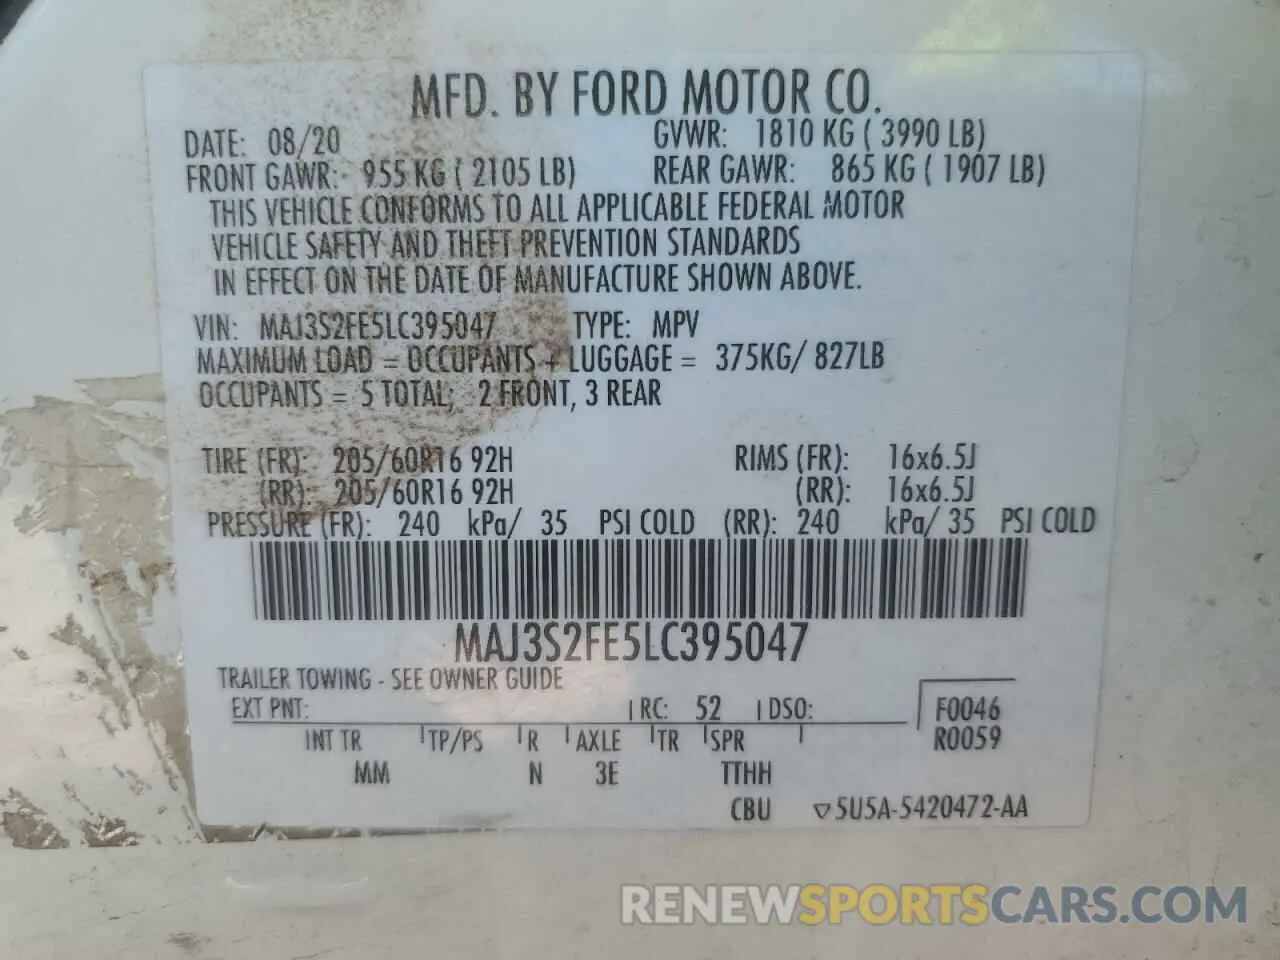 MFD. BY FORD MOTOR CO.
DATE: 08/20 GVWR: 1810 KG ( 3990 LB)
FRONT GAWR: 955 KG ( 2105 LB) REAR GAWR: 865 KG ( 1907 LB)
THIS VEHICLE CONFORMS TO ALL APPLICABLE FEDERAL MOTOR
VEHICLE SAFETY AND THEFT PREVENTION STANDARDS
IN EFFECT ON THE DATE OF MANUFACTURE SHOWN ABOVE.
VIN: MAJ3S2FE5LC395047 TYPE: MPV
MAXIMUM LOAD = OCCUPANTS + LUGGAGE = 375KG/ 827LB
OCCUPANTS = 5 TOTAL; 2 FRONT, 3 REAR
TIRE (FR): 205/60R16 92H RIMS (FR): 16x6.5J
(RR): 205/60R16 92H (RR): 16x6.5J
PRESSURE (FR): 240 kPa/ 35 PSI COLD (RR): 240 kPa/ 35 PSI COLD
MAJ3S2FE5LC395047
TRAILER TOWING - SEE OWNER GUIDE
EXT PNT: RC: 52 DSO: F0046
INT TR TP/PS R AXLE TR SPR R0059
MM N 3E TTHH
CBU ▽5U5A-5420472-AA
RENEWSPORTSCARS.COM